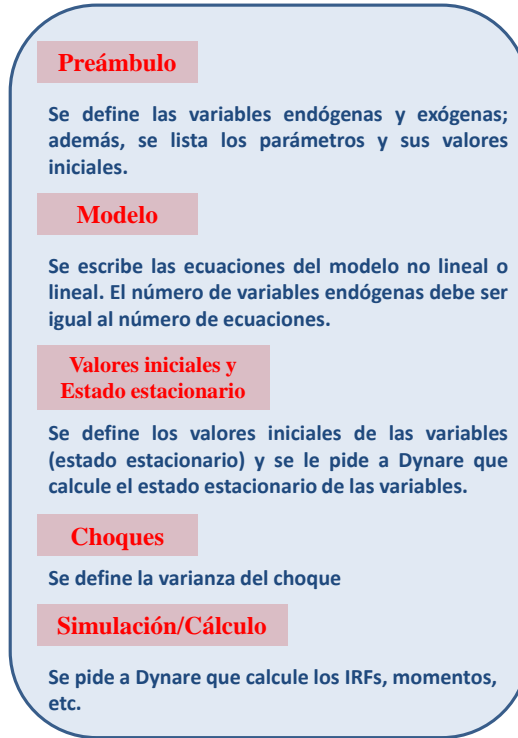 Preámbulo
Se define las variables endógenas y exógenas;
además, se lista los parámetros y sus valores
iniciales.
Modelo
Se escribe las ecuaciones del modelo no lineal o
lineal. El número de variables endógenas debe ser
igual al número de ecuaciones.
Valores iniciales y
Estado estacionario
Se define los valores iniciales de las variables
(estado estacionario) y se le pide a Dynare que
calcule el estado estacionario de las variables.
Choques
Se define la varianza del choque
Simulación/Cálculo
Se pide a Dynare que calcule los IRFs, momentos,
etc.